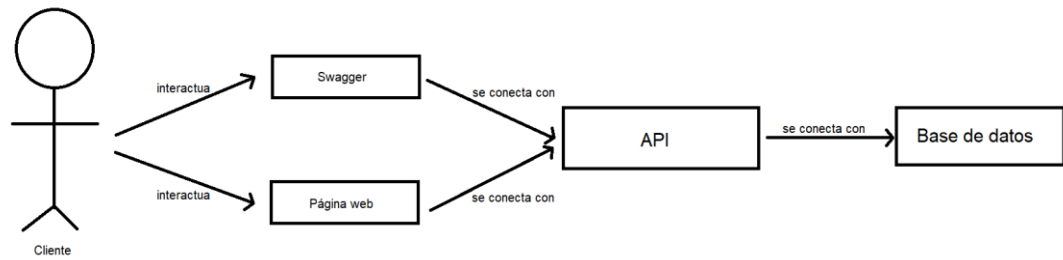 interactua
Swagger
se conecta con
API
se conecta con
Base de datos
interactua
Página web
se conecta con
Cliente